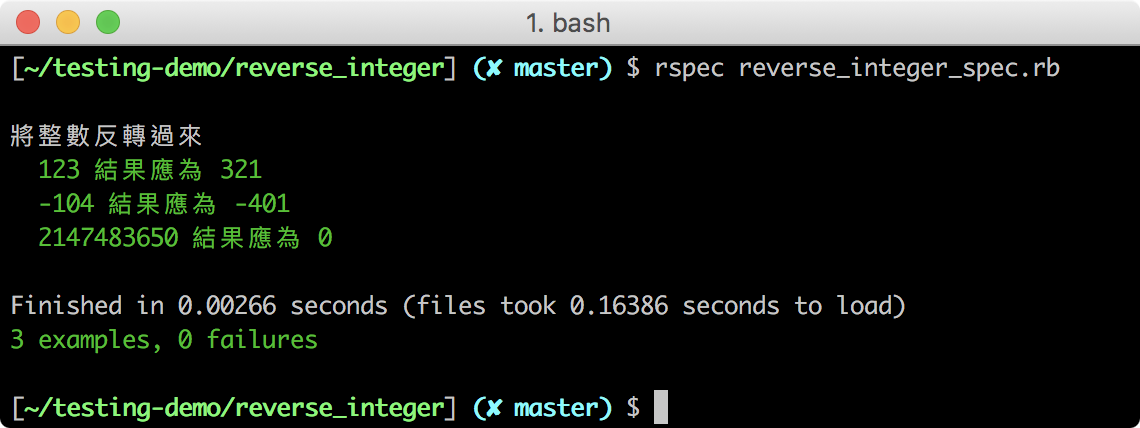 1. bash
[~/testing-demo/reverse_integer] (✘ master) $ rspec reverse_integer_spec.rb
將整數反轉過來
123 結果應為 321
-104 結果應為 -401
2147483650 結果應為 0
Finished in 0.00266 seconds (files took 0.16386 seconds to load)
3 examples, 0 failures
[~/testing-demo/reverse_integer] (✘ master) $